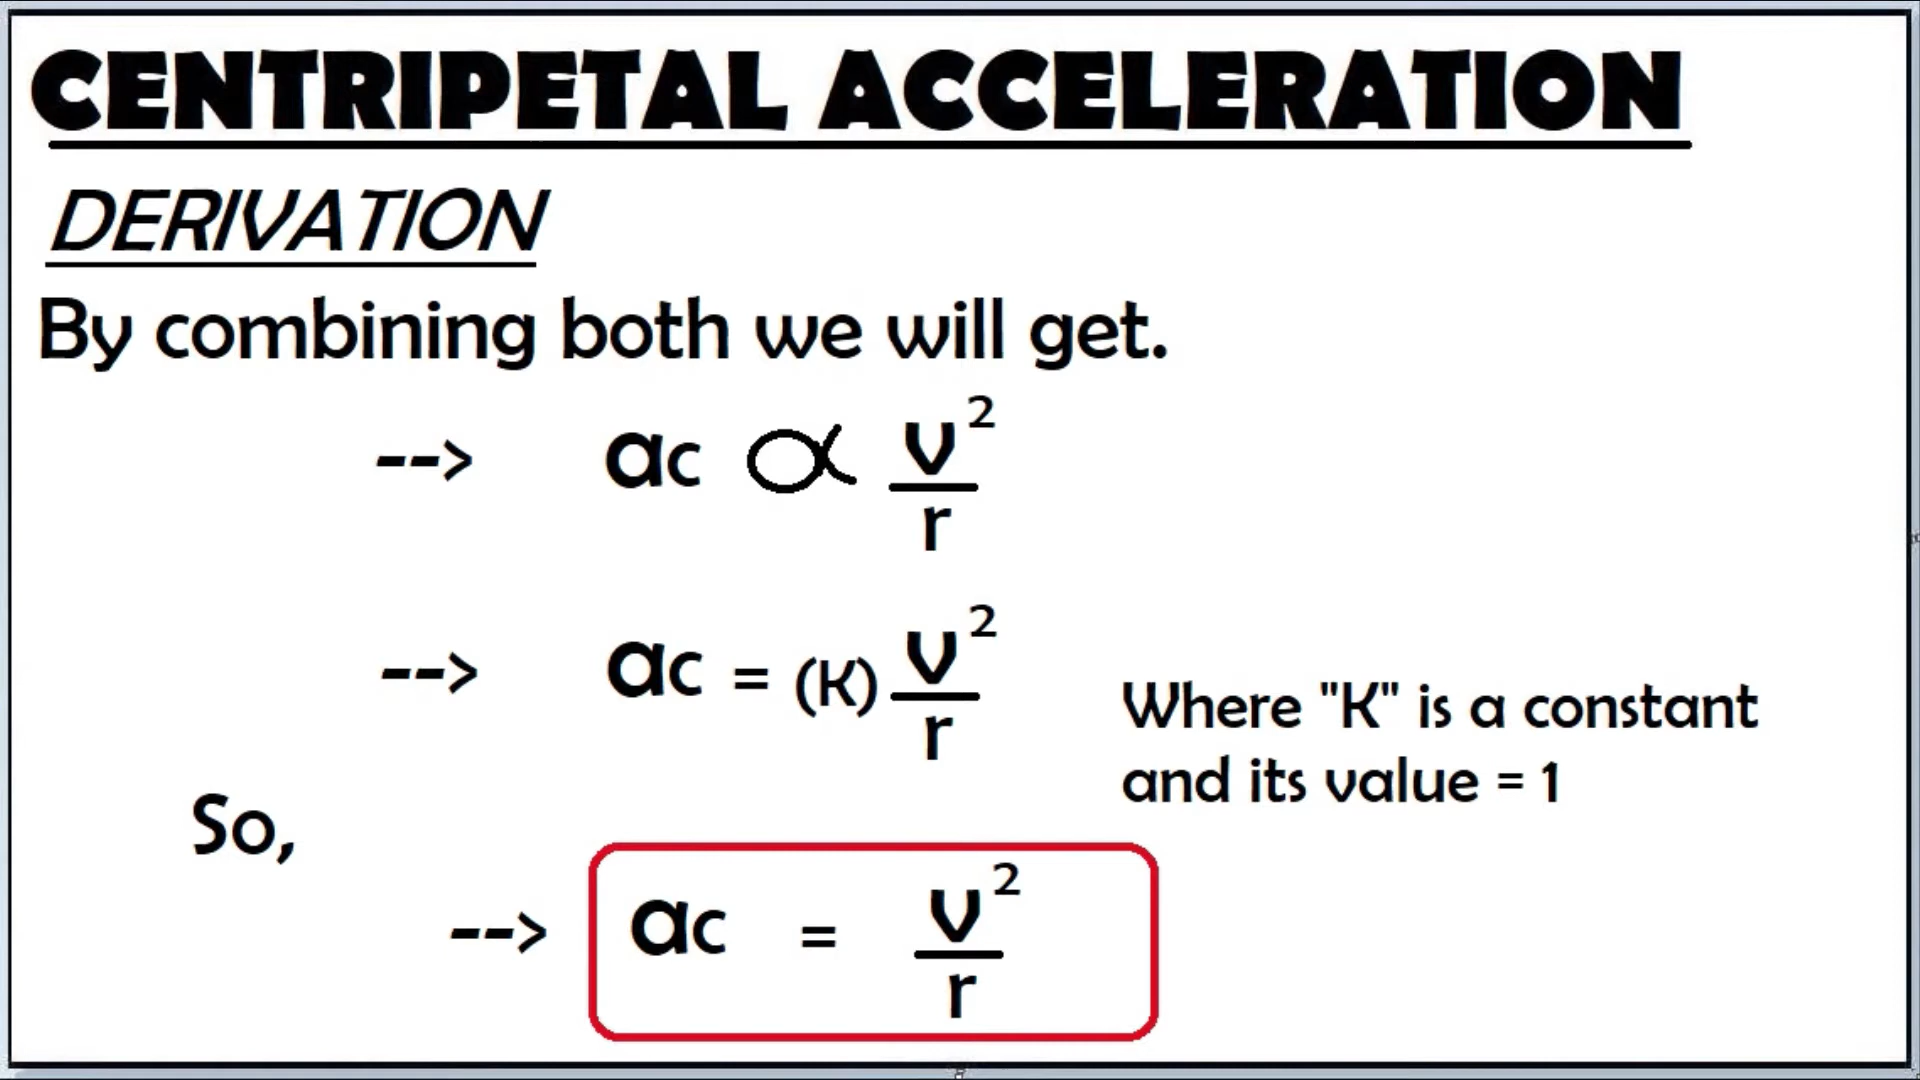 CENTRIPETAL ACCELERATION
DERIVATION
By combining both we will get.
--> ac ∝ v²/r
--> ac = (K) v²/r
Where "K" is a constant
and its value = 1
So,
--> ac = v²/r